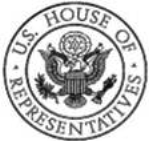 U.S. HOUSE OF
REPRESENTATIVES